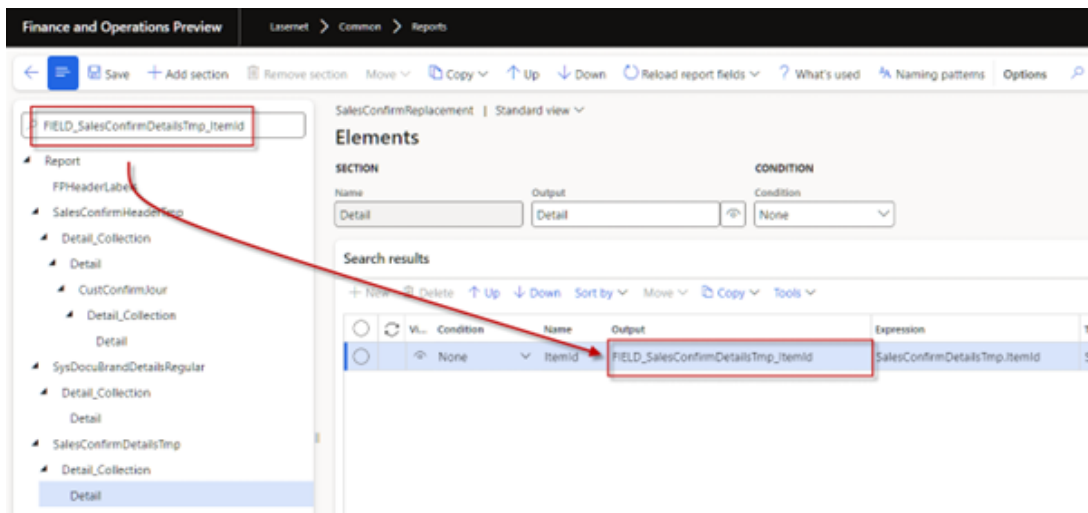 Finance and Operations Preview Lasernet Common Reports
Save Add section Remove section Move Copy Up Down Reload report fields ? What's used Naming patterns Options
FIELD_SalesConfirmDetailsTmp_ItemId
SalesConfirmReplacement | Standard view
Elements
SECTION CONDITION
Name Output Condition
Detail Detail None
Report
FPHeaderLabels
SalesConfirmHeaderTmp
Detail_Collection
Detail
CustConfirmJour
Detail_Collection
Detail
SysDocuBrandDetailsRegular
Detail_Collection
Detail
SalesConfirmDetailsTmp
Detail_Collection
Detail
Search results
New Delete Up Down Sort by Move Copy Tools
Vi... Condition Name Output Expression
None ItemId FIELD_SalesConfirmDetailsTmp_ItemId SalesConfirmDetailsTmp.ItemId